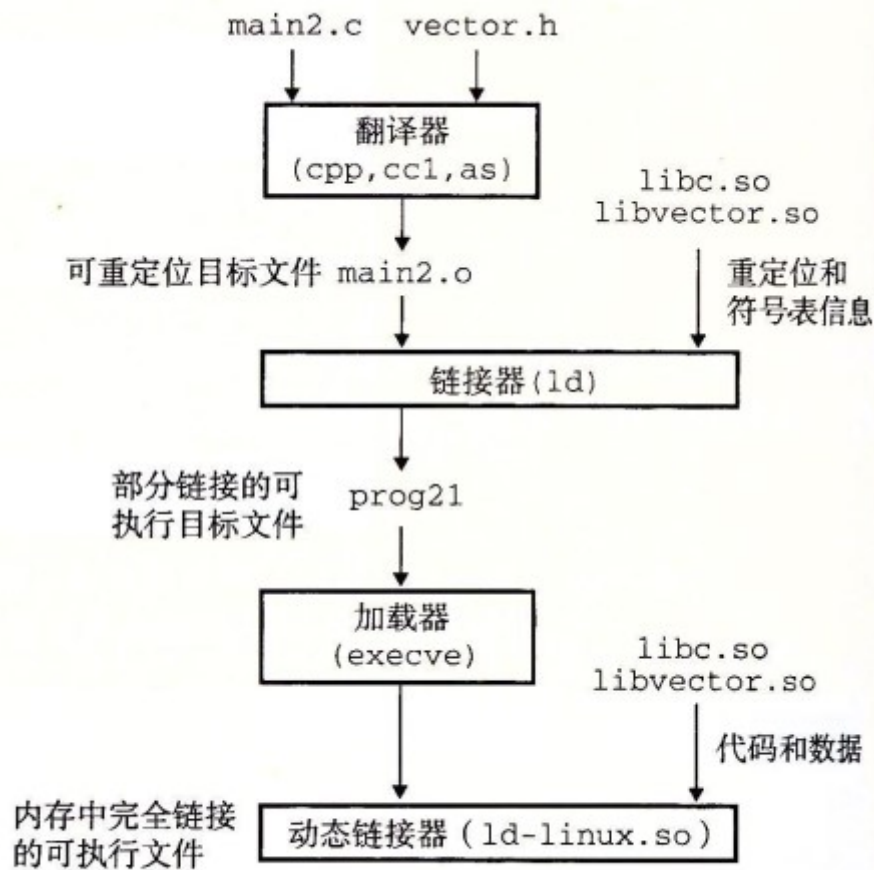 main2.c vector.h
翻译器
(cpp,cc1,as)
libc.so
libvector.so
可重定位目标文件 main2.o
重定位和
符号表信息
链接器(ld)
部分链接的可
执行目标文件
prog21
加载器
(execve)
libc.so
libvector.so
代码和数据
内存中完全链接
的可执行文件
动态链接器(ld-linux.so)